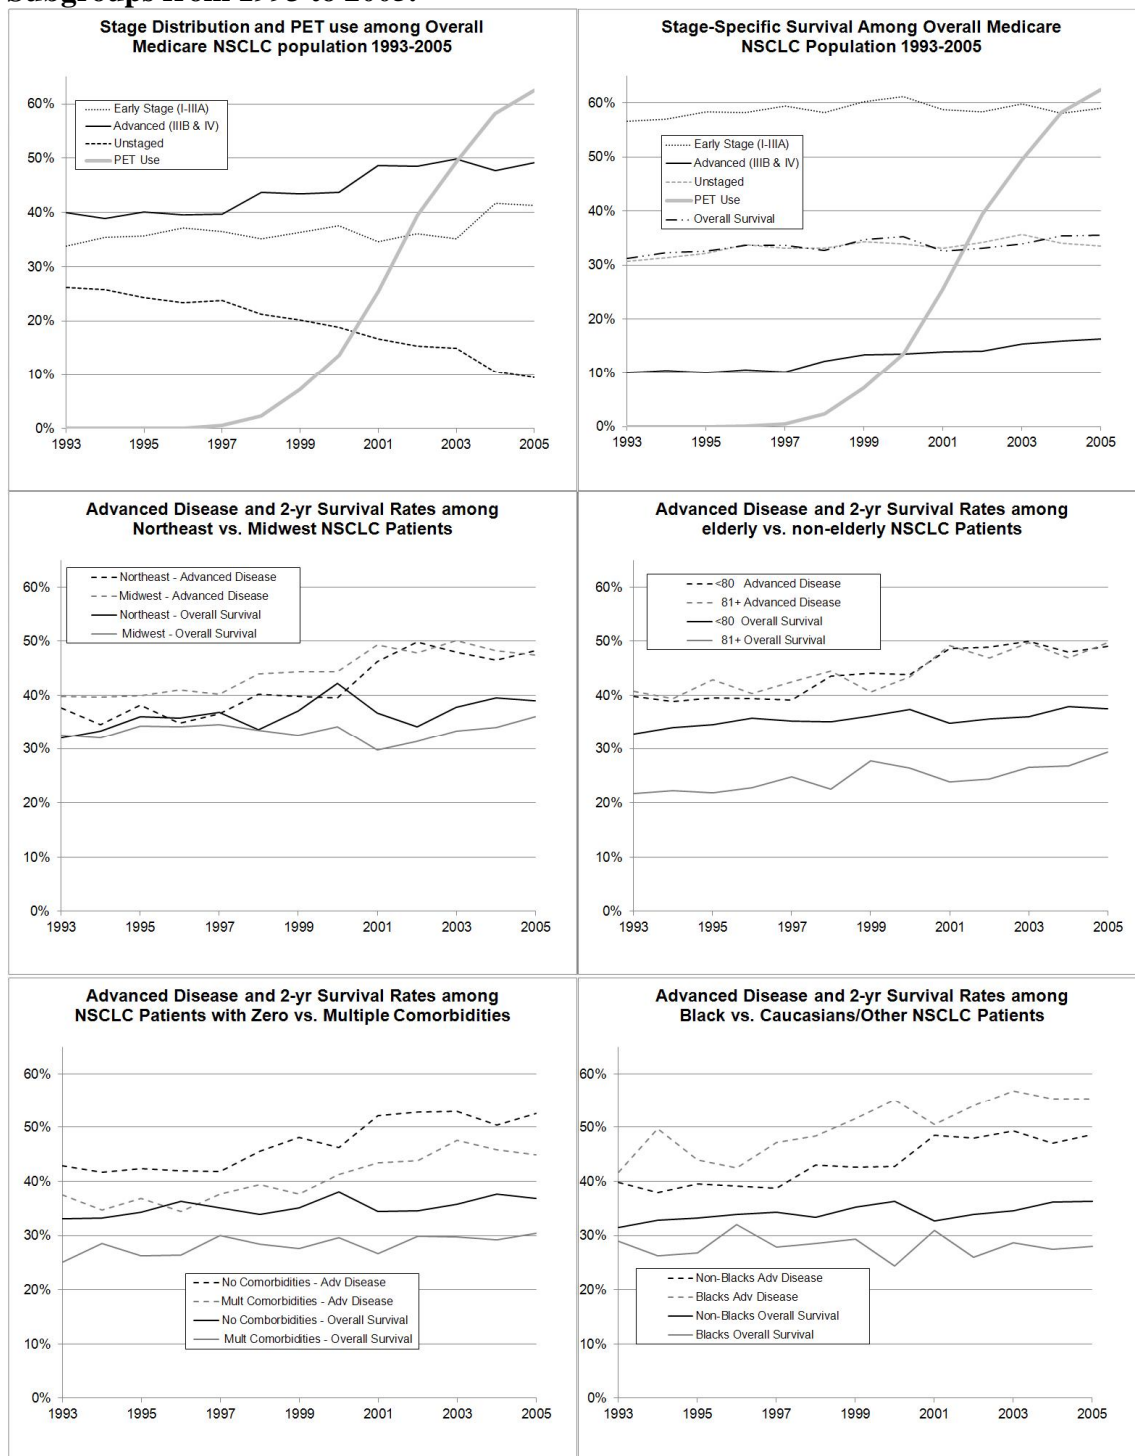 Subgroups from 1993 to 2005.
Stage Distribution and PET use among Overall
Medicare NSCLC population 1993-2005
60%
50%
40%
30%
20%
10%
0%
Early Stage (I-IIIA)
Advanced (IIIB & IV)
Unstaged
PET Use
1993 1995 1997 1999 2001 2003 2005
Stage-Specific Survival Among Overall Medicare
NSCLC Population 1993-2005
60%
50%
40%
30%
20%
10%
0%
Early Stage (I-IIIA)
Advanced (IIIB & IV)
Unstaged
PET Use
Overall Survival
1993 1995 1997 1999 2001 2003 2005
Advanced Disease and 2-yr Survival Rates among
Northeast vs. Midwest NSCLC Patients
60%
50%
40%
30%
20%
10%
0%
Northeast - Advanced Disease
Midwest - Advanced Disease
Northeast - Overall Survival
Midwest - Overall Survival
1993 1995 1997 1999 2001 2003 2005
Advanced Disease and 2-yr Survival Rates among
elderly vs. non-elderly NSCLC Patients
60%
50%
40%
30%
20%
10%
0%
<80 Advanced Disease
81+ Advanced Disease
<80 Overall Survival
81+ Overall Survival
1993 1995 1997 1999 2001 2003 2005
Advanced Disease and 2-yr Survival Rates among
NSCLC Patients with Zero vs. Multiple Comorbidities
60%
50%
40%
30%
20%
10%
0%
No Comorbidities - Adv Disease
Mult Comorbidities - Adv Disease
No Comborbidities - Overall Survival
Mult Comorbidities - Overall Survival
1993 1995 1997 1999 2001 2003 2005
Advanced Disease and 2-yr Survival Rates among
Black vs. Caucasians/Other NSCLC Patients
60%
50%
40%
30%
20%
10%
0%
Non-Blacks Adv Disease
Blacks Adv Disease
Non-Blacks Overall Survival
Blacks Overall Survival
1993 1995 1997 1999 2001 2003 2005